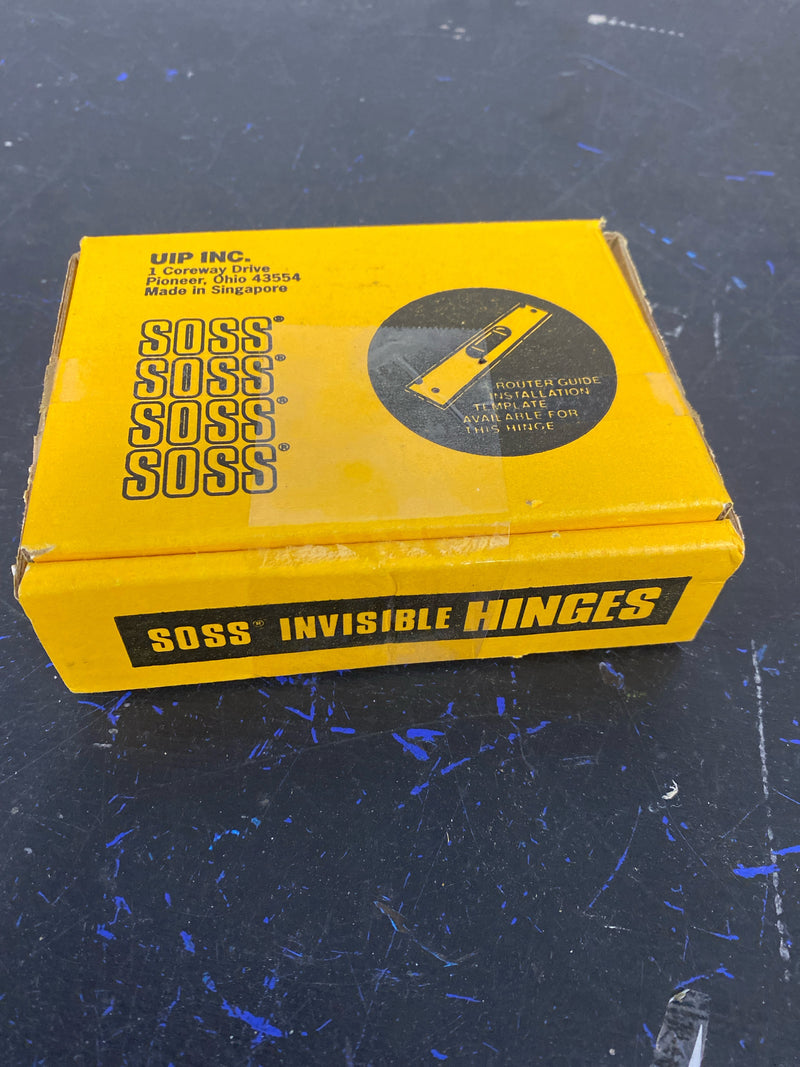 UIP INC.
1 Coreway Drive
Pioneer, Ohio 43554
Made in Singapore
SOSS®
SOSS®
SOSS®
SOSS®
ROUTER GUIDE
INSTALLATION
TEMPLATE
AVAILABLE FOR
THIS HINGE
SOSS® INVISIBLE HINGES